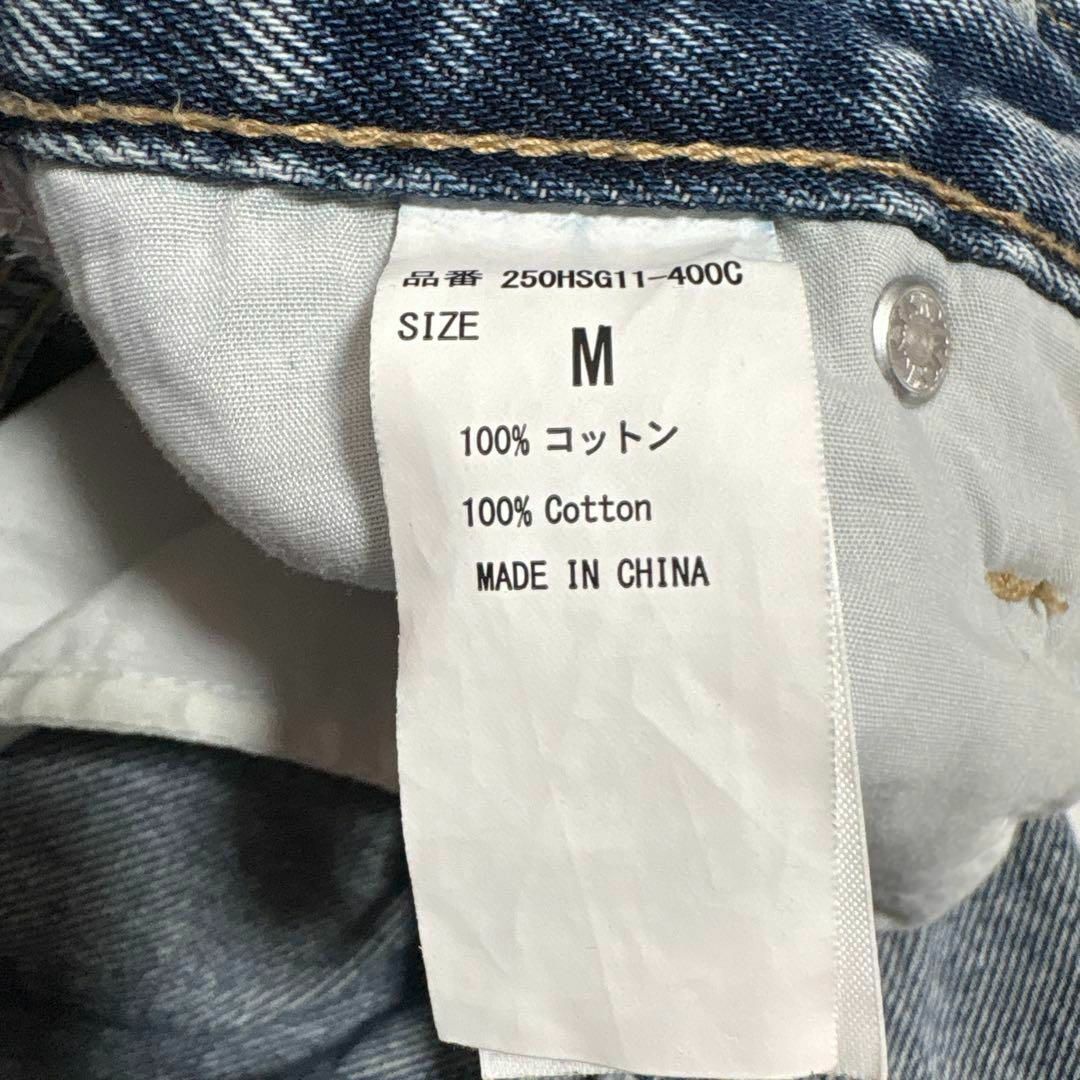 品番 250HSG11-400C
SIZE
M
100% コットン
100% Cotton
MADE IN CHINA